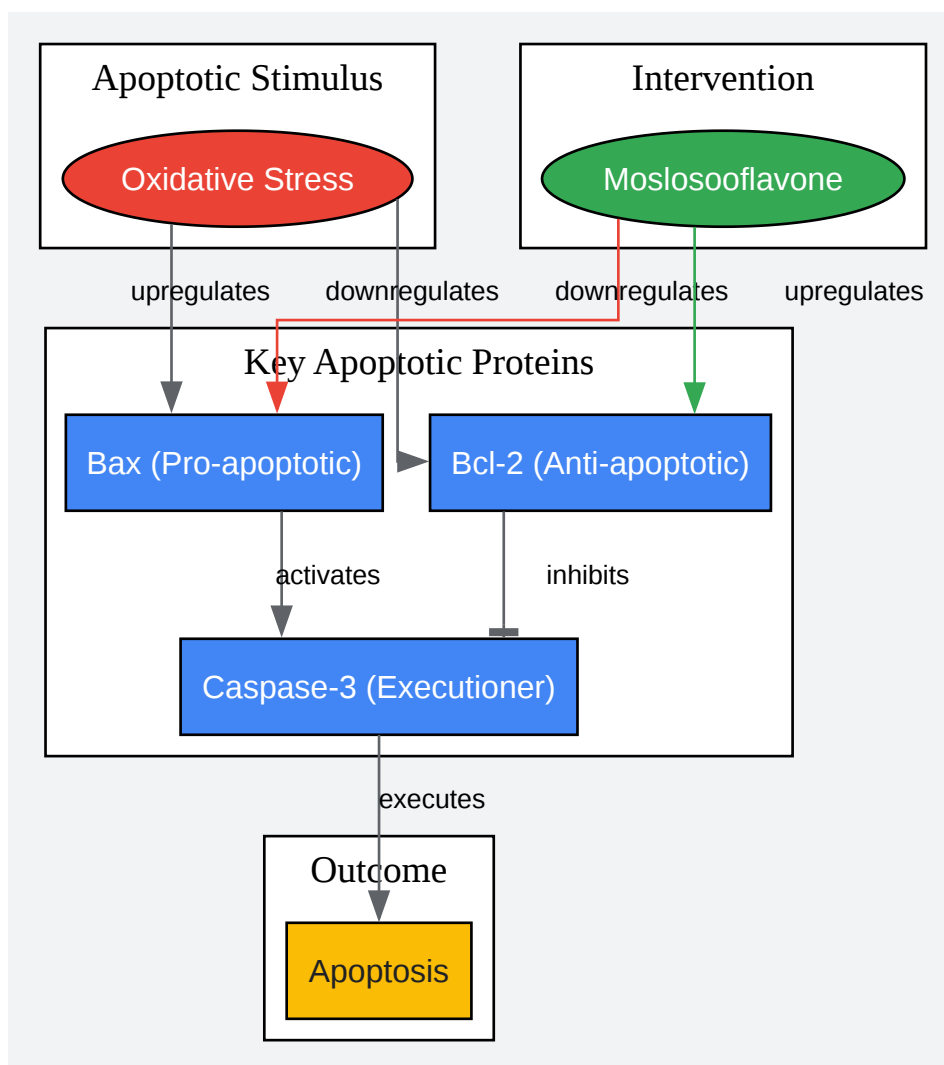 Apoptotic Stimulus
Intervention
Oxidative Stress
Moslosooflavone
upregulates
downregulates
downregulates
upregulates
Key Apoptotic Proteins
Bax (Pro-apoptotic)
Bcl-2 (Anti-apoptotic)
activates
inhibits
Caspase-3 (Executioner)
executes
Outcome
Apoptosis